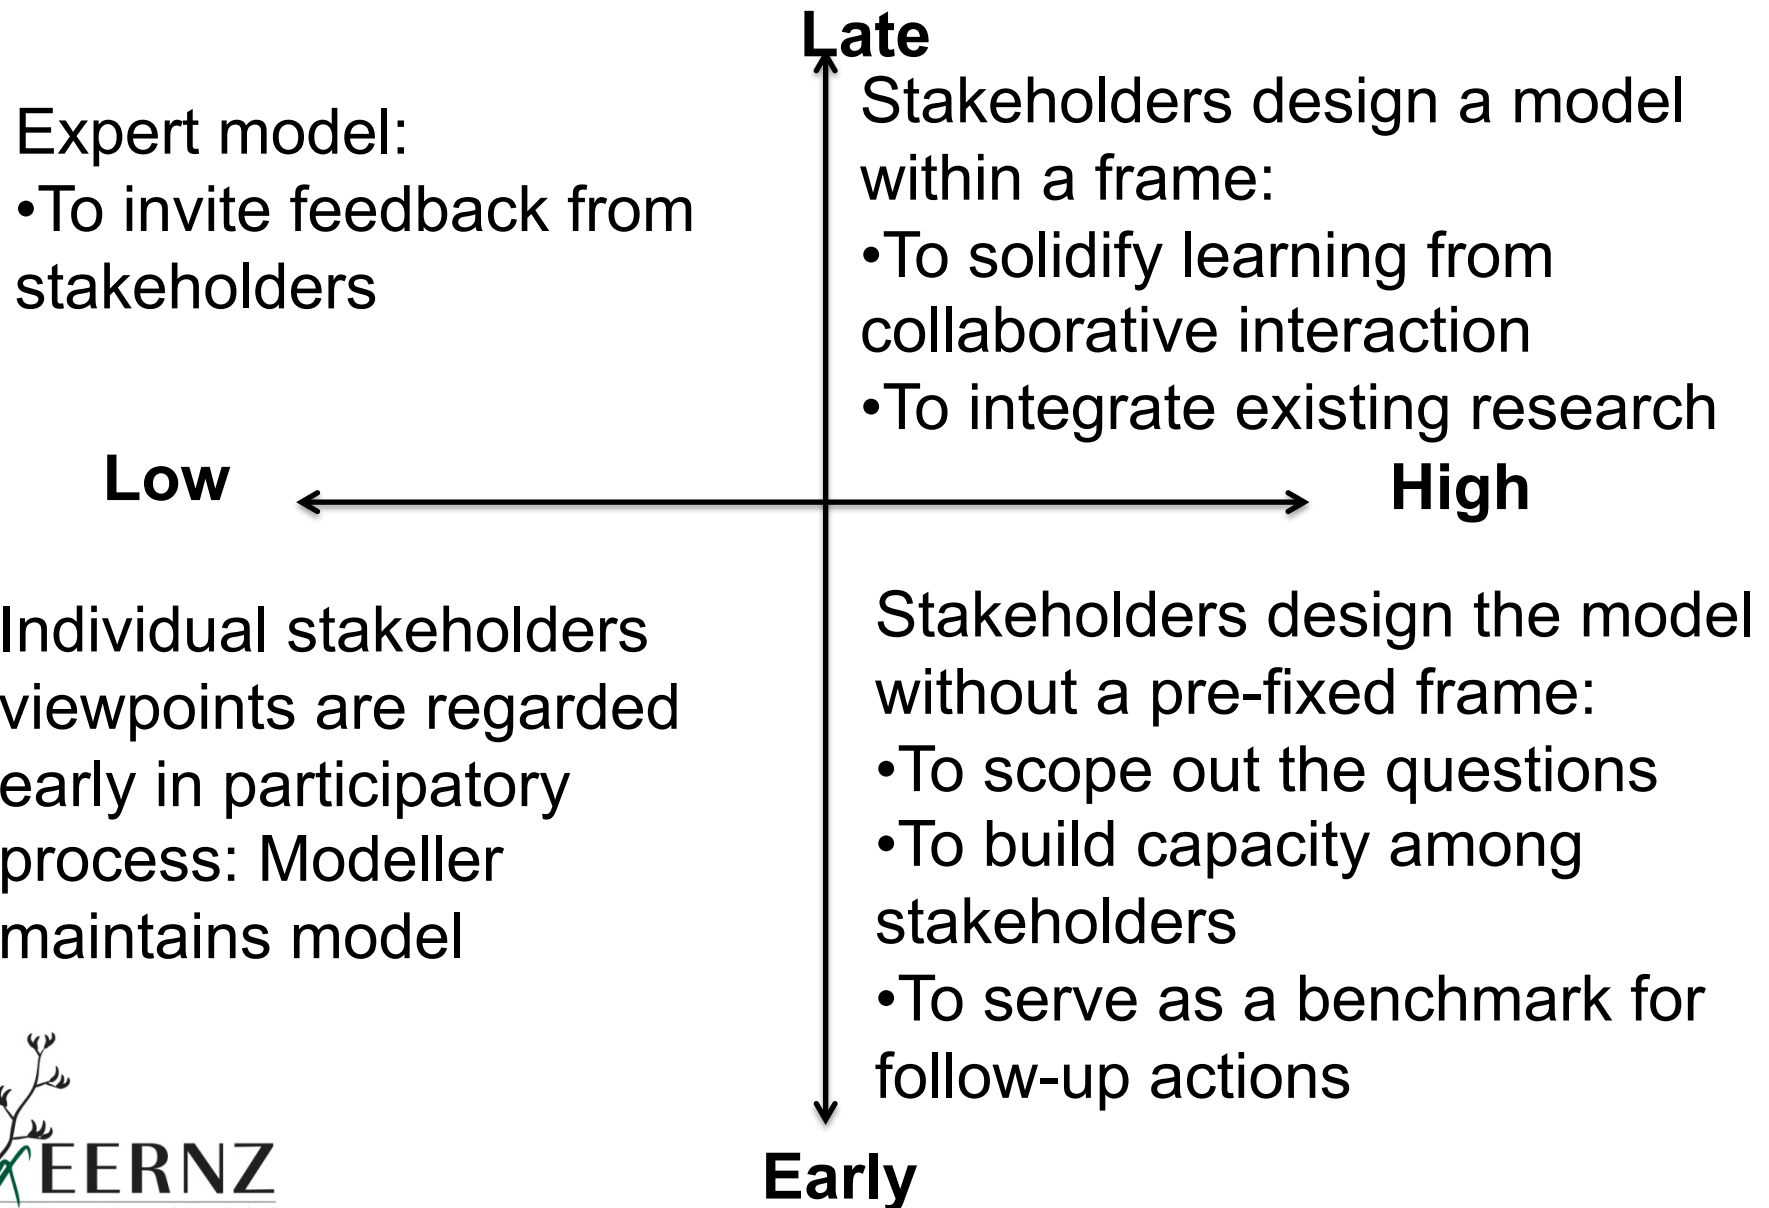 Late
Expert model:
•To invite feedback from
stakeholders
Stakeholders design a model
within a frame:
•To solidify learning from
collaborative interaction
•To integrate existing research
Low
High
Individual stakeholders
viewpoints are regarded
early in participatory
process: Modeller
maintains model
Stakeholders design the model
without a pre-fixed frame:
•To scope out the questions
•To build capacity among
stakeholders
•To serve as a benchmark for
follow-up actions
EERNZ
Early